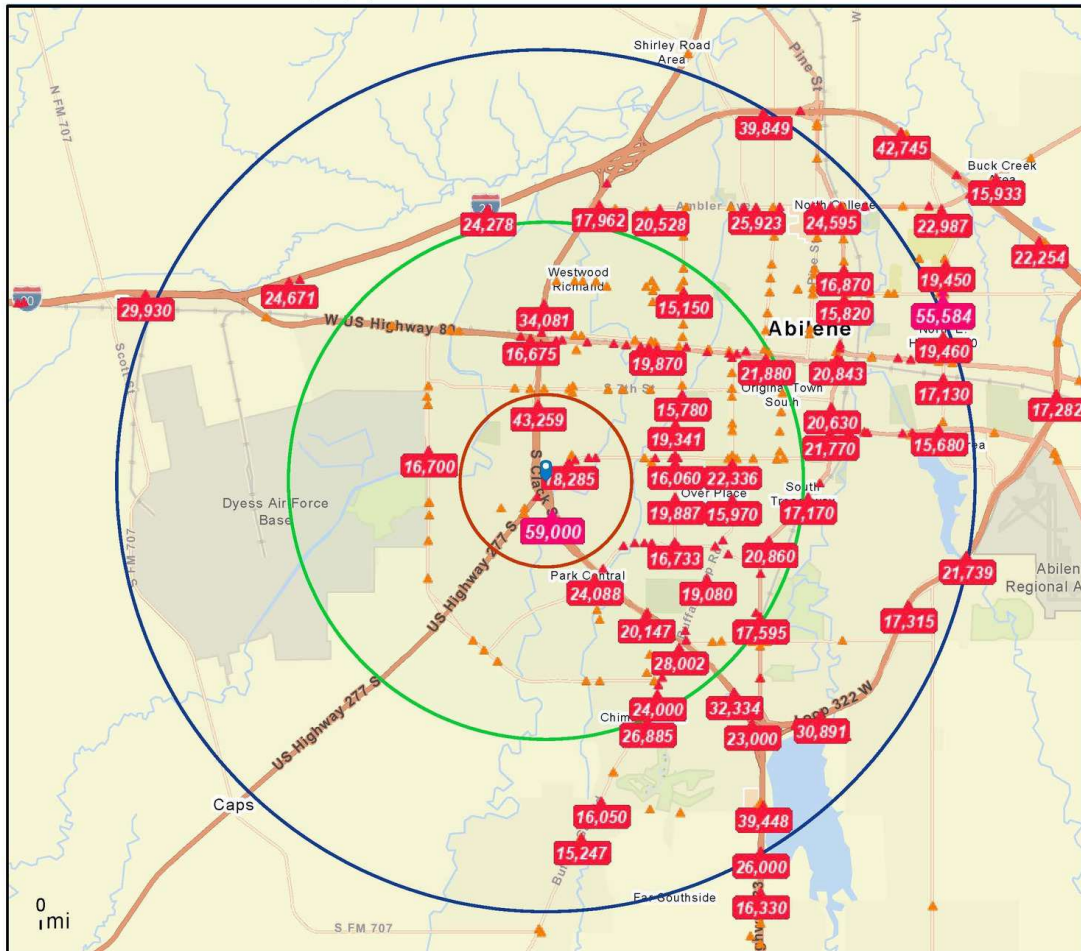 Shirley Road
Area
Pine St
N FM 707
39,849
42,745
Buck Creek
Area
15,933
20
24,278
17,962
20,528
Ambler Ave
25,923
North College
24,595
22,987
22,254
Pine St
Westwood
Richland
19,450
16,870
24,671
29,930
20
15,150
15,820
55,584
34,081
W US Highway 80
Abilene
16,675
19,870
21,880
20,843
19,460
Scott St
S 7th St
Original Town
South
17,130
15,780
17,282
43,259
20,630
19,341
21,770
15,680
16,700
S Clack St
8,285
16,060
22,336
Over Place
South
Dyess Air Force
Base
19,887
15,970
17,170
59,000
S FM 707
US Highway 277 S
16,733
20,860
21,739
Abilene
Regional A
Park Central
24,088
19,080
17,315
20,147
17,595
28,002
US Highway 277 S
24,000
32,334
Loop 322 W
26,885
23,000
30,891
Caps
16,050
39,448
15,247
26,000
0
mi
Far Southside
16,330
S FM 707